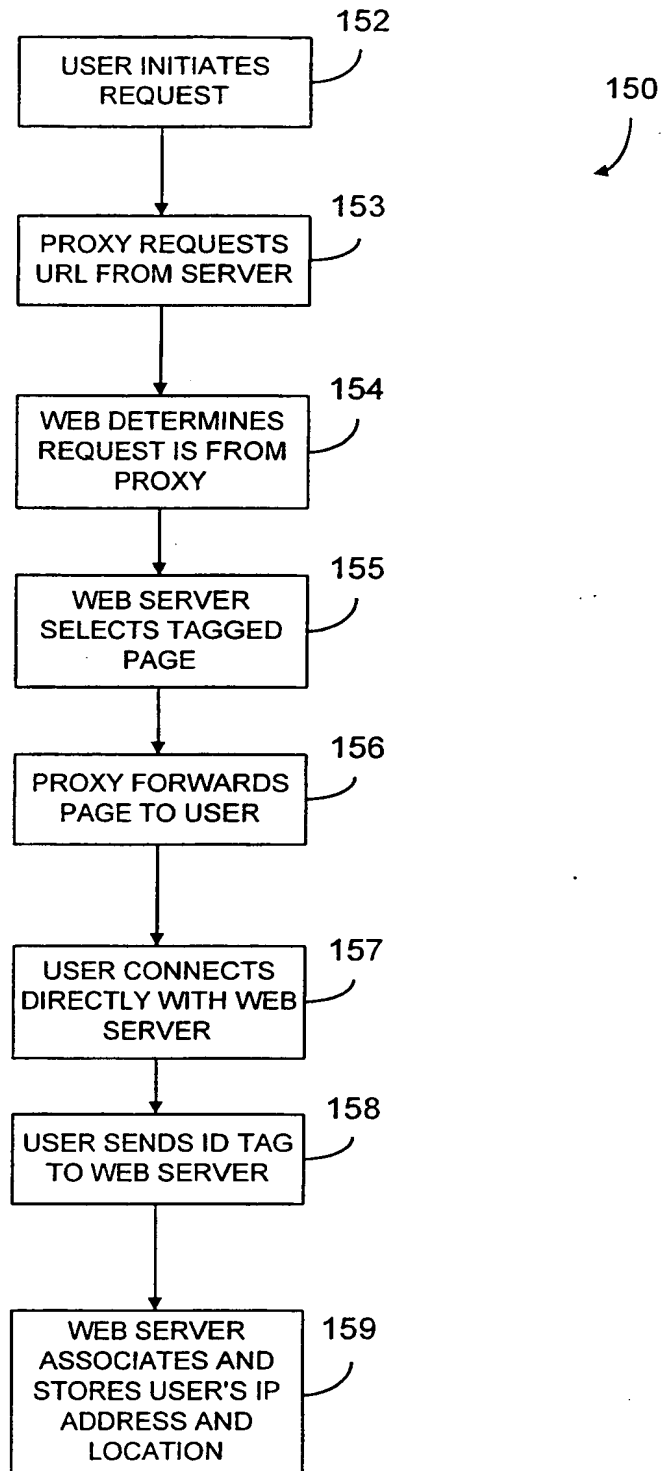 152
USER INITIATES
REQUEST
150
153
PROXY REQUESTS
URL FROM SERVER
154
WEB DETERMINES
REQUEST IS FROM
PROXY
155
WEB SERVER
SELECTS TAGGED
PAGE
156
PROXY FORWARDS
PAGE TO USER
157
USER CONNECTS
DIRECTLY WITH WEB
SERVER
158
USER SENDS ID TAG
TO WEB SERVER
159
WEB SERVER
ASSOCIATES AND
STORES USER'S IP
ADDRESS AND
LOCATION